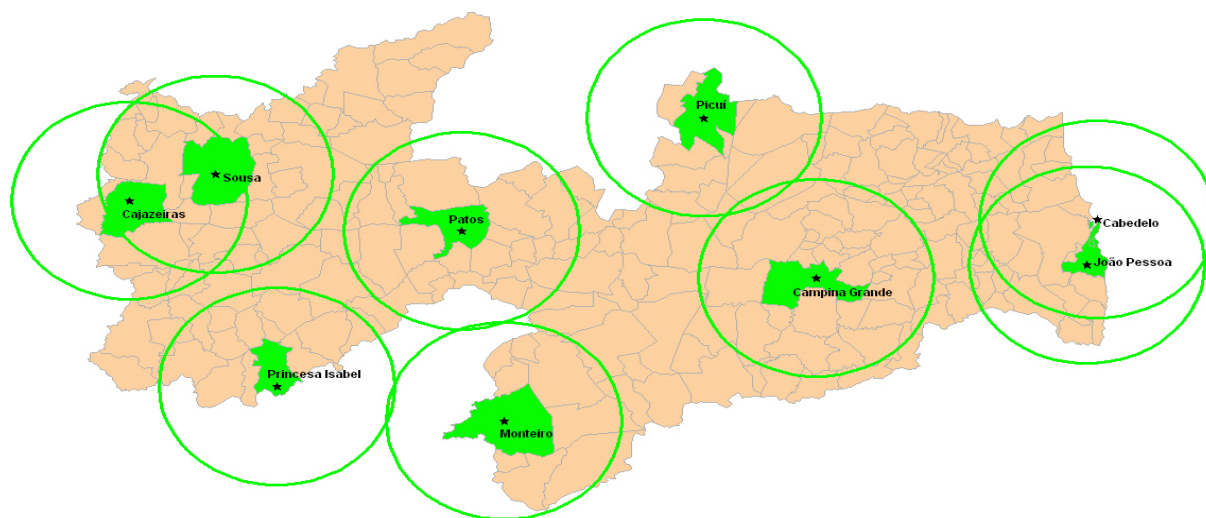 Picuí
Sousa
Cajazeiras
Patos
Cabedelo
João Pessoa
Campina Grande
Princesa Isabel
Monteiro